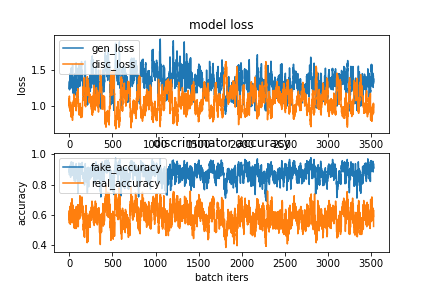 model loss
gen_loss
disc_loss
loss
1.5
1.0
0 500 1000 1500 2000 2500 3000 3500
discriminator accuracy
fake_accuracy
real_accuracy
accuracy
1.0
0.8
0.6
0.4
0 500 1000 1500 2000 2500 3000 3500
batch iters